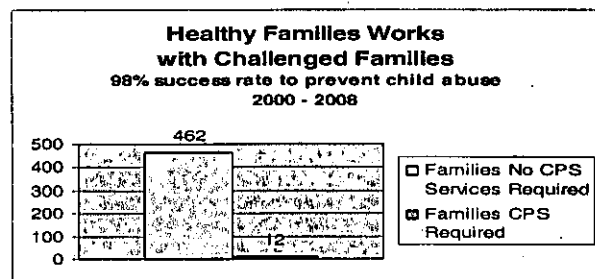 Healthy Families Works
with Challenged Families
98% success rate to prevent child abuse
2000 - 2008
462
500
400
300
200
100
0
12
Families No CPS
Services Required
Families CPS
Required